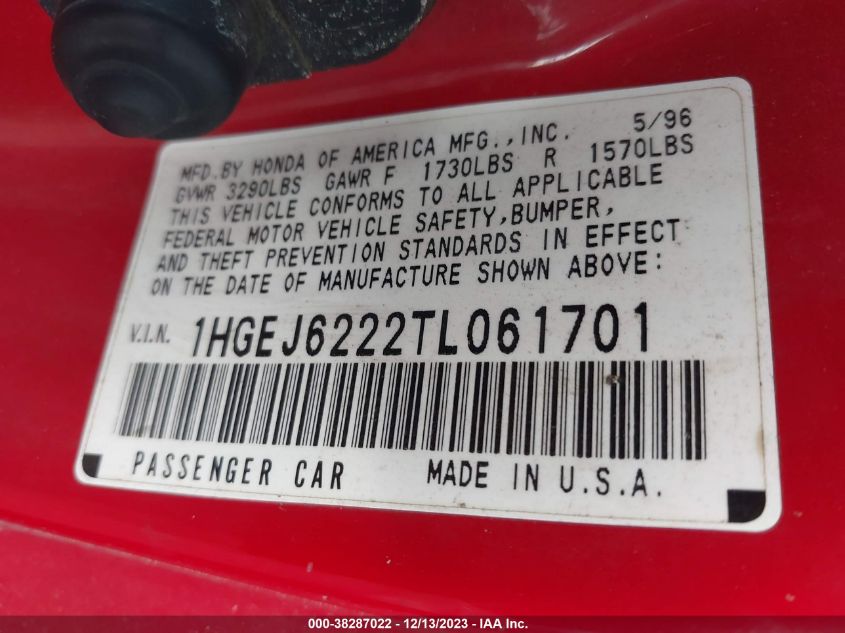 MFD.BY HONDA OF AMERICA MFG.,INC. 5/96
GVWR 3290LBS GAWR F 1730LBS R 1570LBS
THIS VEHICLE CONFORMS TO ALL APPLICABLE
FEDERAL MOTOR VEHICLE SAFETY,BUMPER,
AND THEFT PREVENTION STANDARDS IN EFFECT
ON THE DATE OF MANUFACTURE SHOWN ABOVE:
V.I.N. 1HGEJ6222TL061701
PASSENGER CAR MADE IN U.S.A.
000-38287022 - 12/13/2023 - IAA Inc.